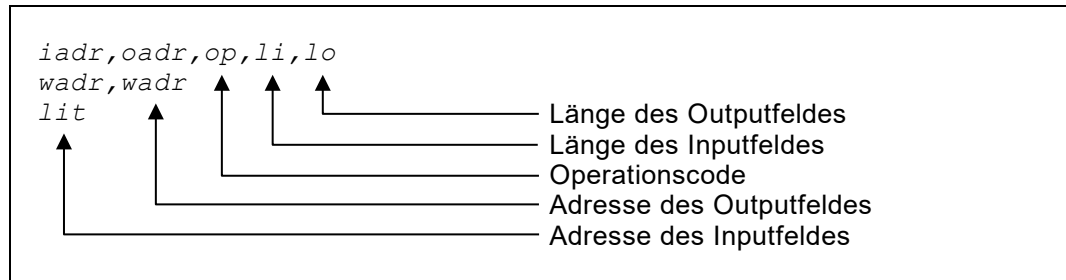 iadr,oadr,op,li,lo
wadr,wadr
lit
Länge des Outputfeldes
Länge des Inputfeldes
Operationscode
Adresse des Outputfeldes
Adresse des Inputfeldes